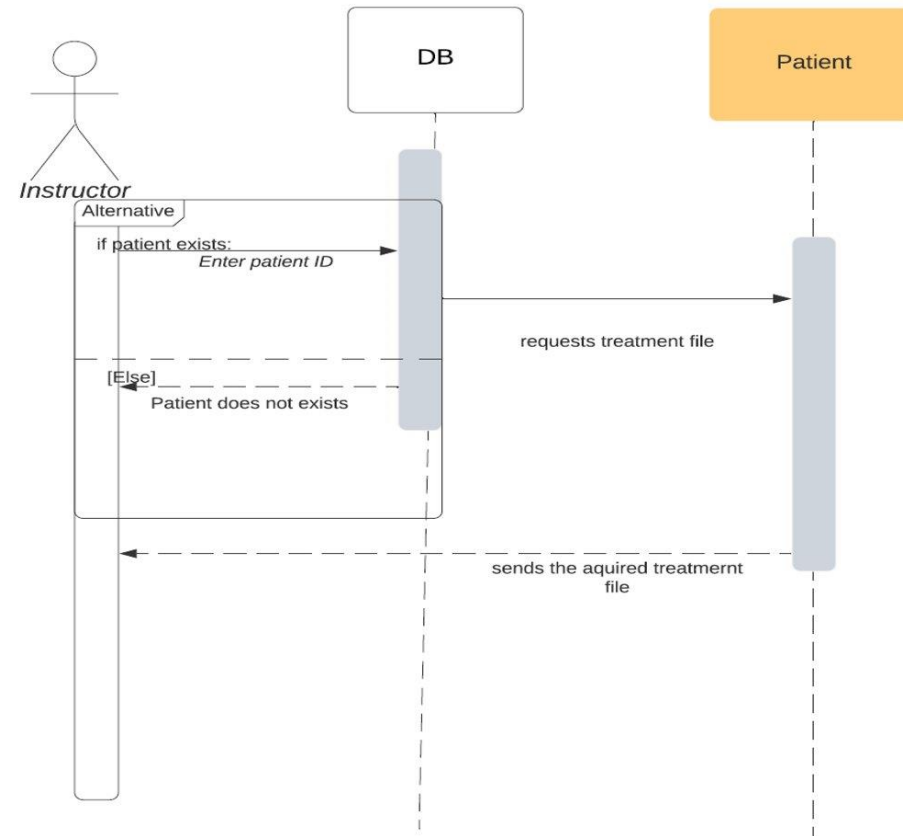 DB
Patient
Instructor
Alternative
if patient exists:
Enter patient ID
requests treatment file
[Else]
Patient does not exists
sends the aquired treatmernt
file